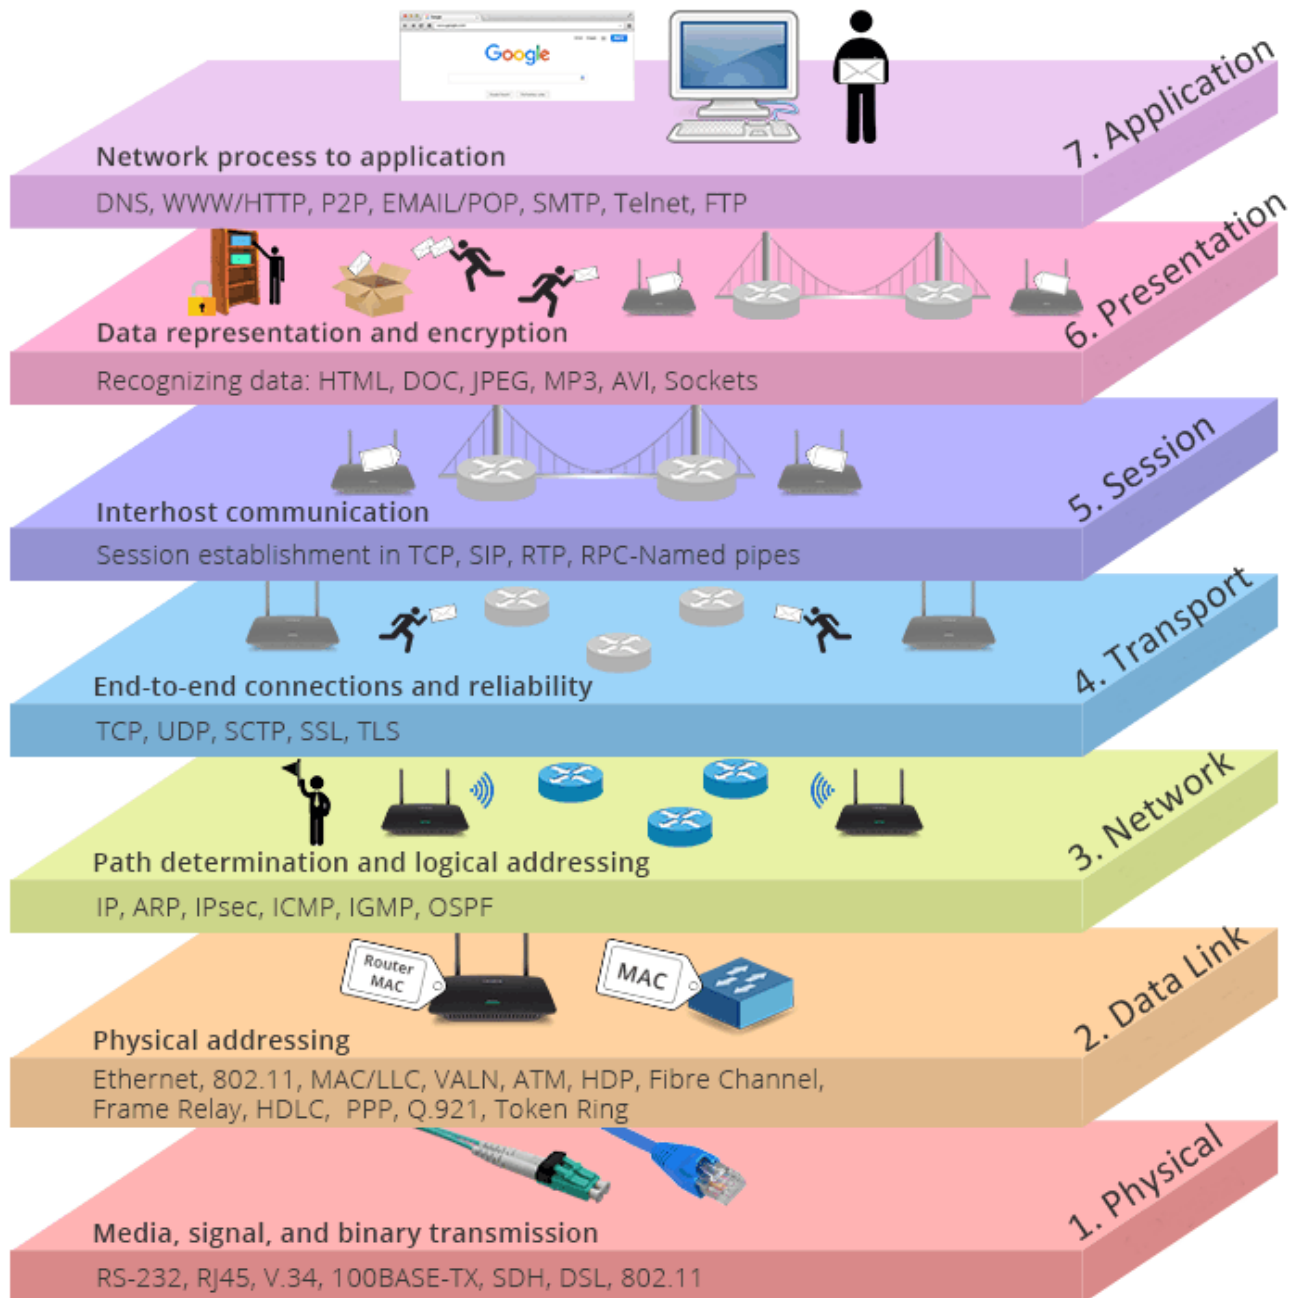 Google
7. Application
Network process to application
DNS, WWW/HTTP, P2P, EMAIL/POP, SMTP, Telnet, FTP
6. Presentation
Data representation and encryption
Recognizing data: HTML, DOC, JPEG, MP3, AVI, Sockets
5. Session
Interhost communication
Session establishment in TCP, SIP, RTP, RPC-Named pipes
4. Transport
End-to-end connections and reliability
TCP, UDP, SCTP, SSL, TLS
3. Network
Path determination and logical addressing
IP, ARP, IPsec, ICMP, IGMP, OSPF
2. Data Link
Router
MAC
MAC
Physical addressing
Ethernet, 802.11, MAC/LLC, VALN, ATM, HDP, Fibre Channel,
Frame Relay, HDLC, PPP, Q.921, Token Ring
1. Physical
Media, signal, and binary transmission
RS-232, RJ45, V.34, 100BASE-TX, SDH, DSL, 802.11